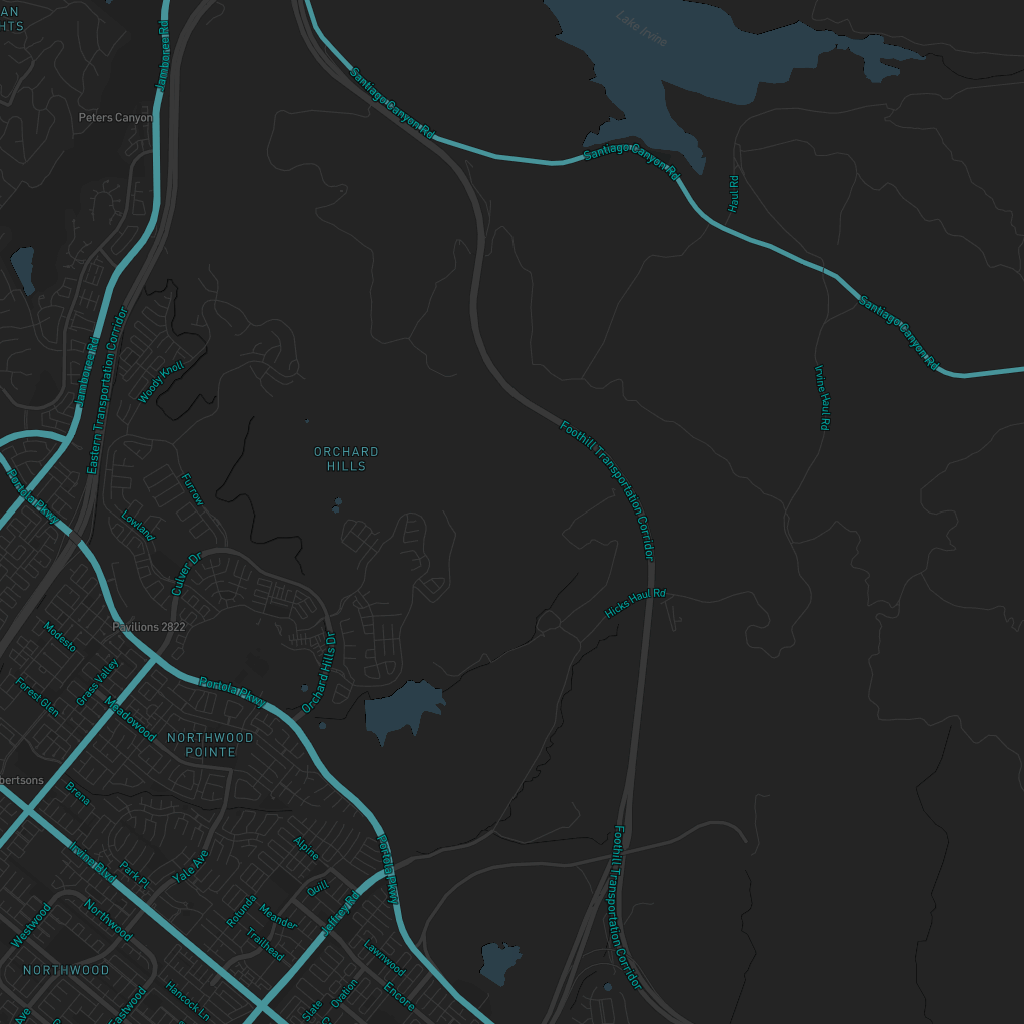 Lake Irvine
Jamboree Rd
Santiago Canyon Rd
Peters Canyon
Santiago Canyon Rd
Haul Rd
Santiago Canyon Rd
Jamboree Rd
Eastern Transportation Corridor
Woody Knoll
Irvine Haul Rd
ORCHARD
HILLS
Foothill Transportation Corridor
Portola Pkwy
Furrow
Lowland
Culver Dr
Hicks Haul Rd
Pavilions 2822
Modesto
Grass Valley
Orchard Hills Dr
Forest Glen
Portola Pkwy
Meadowood
NORTHWOOD
POINTE
Brena
Irvine Blvd
Park Pl
Yale Ave
Alpine
Portola Pkwy
Foothill Transportation Corridor
Quill
Jeffrey Rd
Rotunda
Meander
Westwood
Northwood
Trailhead
Lawnwood
NORTHWOOD
Hancock Ln
Eastwood
Ovation
Encore
Slate